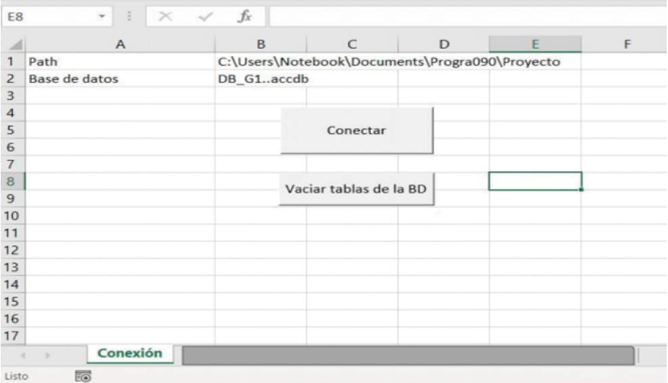 E8
fx
A B C D E F
1 Path C:\Users\Notebook\Documents\Progra090\Proyecto
2 Base de datos DB_G1..accdb
3
4
5 Conectar
6
7
8 Vaciar tablas de la BD
9
10
11
12
13
14
15
16
17
Conexión
Listo